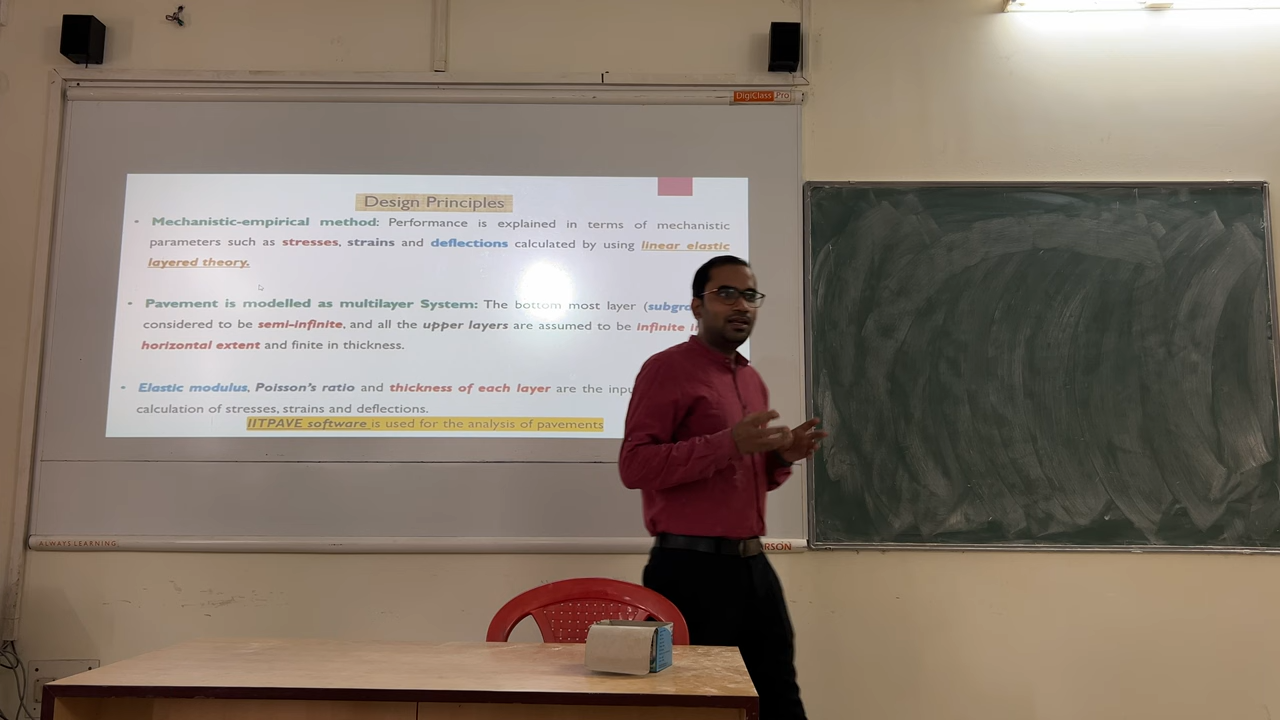 DigiClass Pro
Design Principles
• Mechanistic-empirical method: Performance is explained in terms of mechanistic
parameters such as stresses, strains and deflections calculated by using linear elastic
layered theory.
• Pavement is modelled as multilayer System: The bottom most layer
considered to be semi-infinite, and all the upper layers are assumed to be infinite
horizontal extent and finite in thickness.
• Elastic modulus, Poisson's ratio and thickness of each layer are the
calculation of stresses, strains and deflections.
IITPAVE software is used for the analysis of pavements
ALWAYS LEARNING